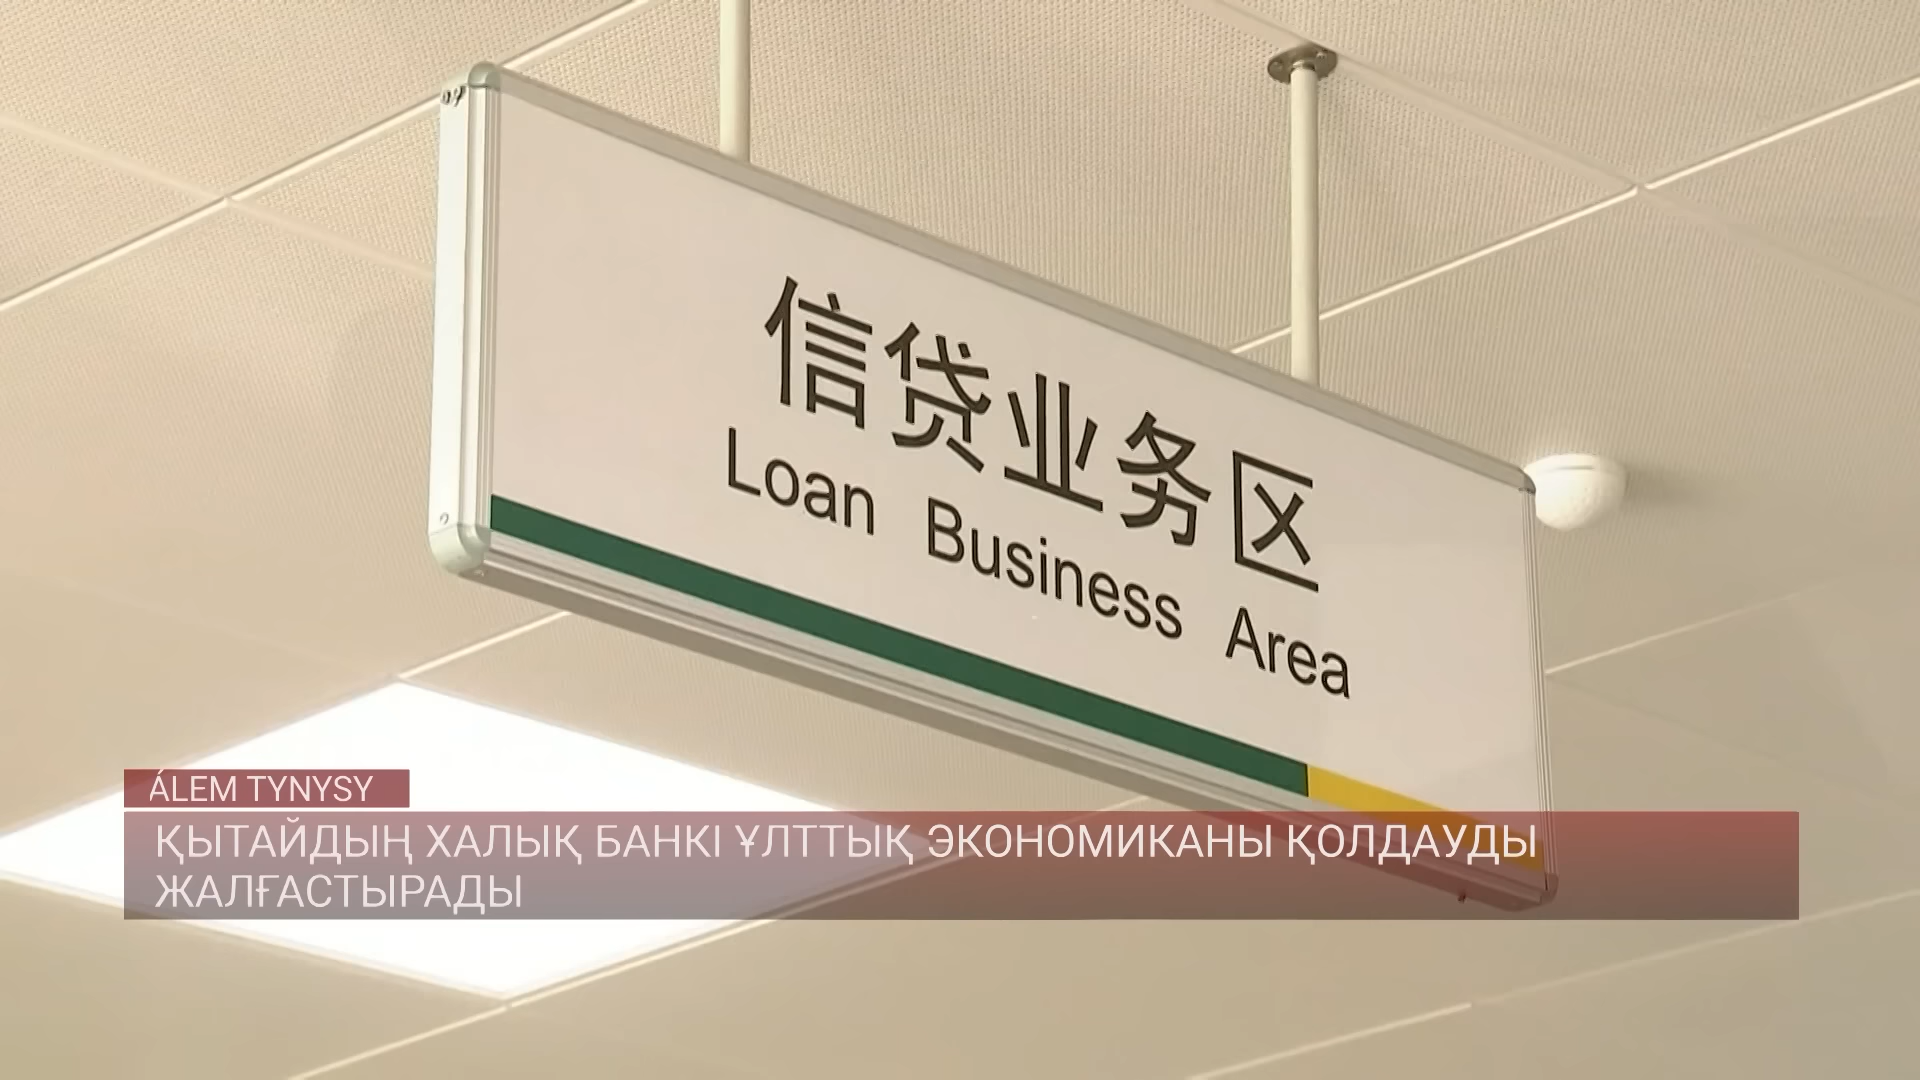 信贷业务区
Loan Business Area
ÁLEM TYNYSY
ҚЫТАЙДЫҢ ХАЛЫҚ БАНКІ ҰЛТТЫҚ ЭКОНОМИКАНЫ ҚОЛДАУДЫ
ЖАЛҒАСТЫРАДЫ